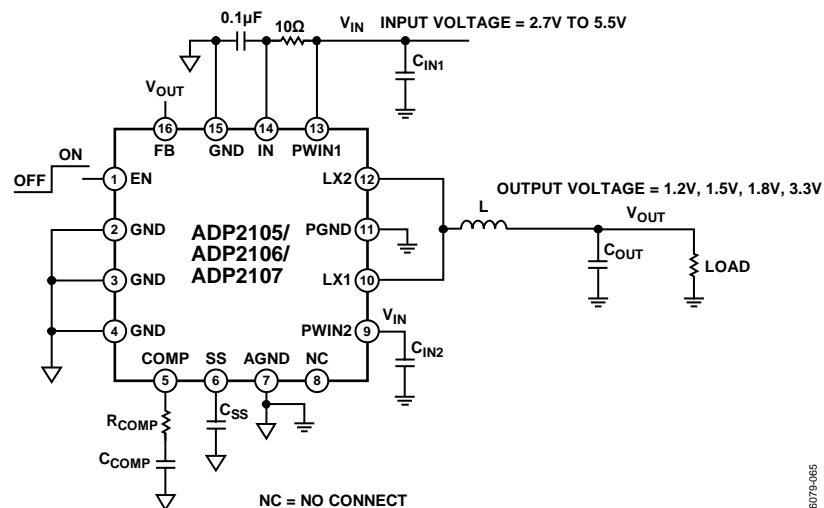 0.1µF
10Ω
VIN
INPUT VOLTAGE = 2.7V TO 5.5V
CIN1
VOUT
16
15
14
13
FB
GND
IN
PWIN1
ON
OFF
1
EN
LX2
12
OUTPUT VOLTAGE = 1.2V, 1.5V, 1.8V, 3.3V
2
GND
ADP2105/
ADP2106/
ADP2107
PGND
11
L
VOUT
COUT
LOAD
3
GND
LX1
10
4
GND
PWIN2
9
VIN
CIN2
COMP
SS
AGND
NC
5
6
7
8
RCOMP
CSS
CCOMP
NC = NO CONNECT
6079-065